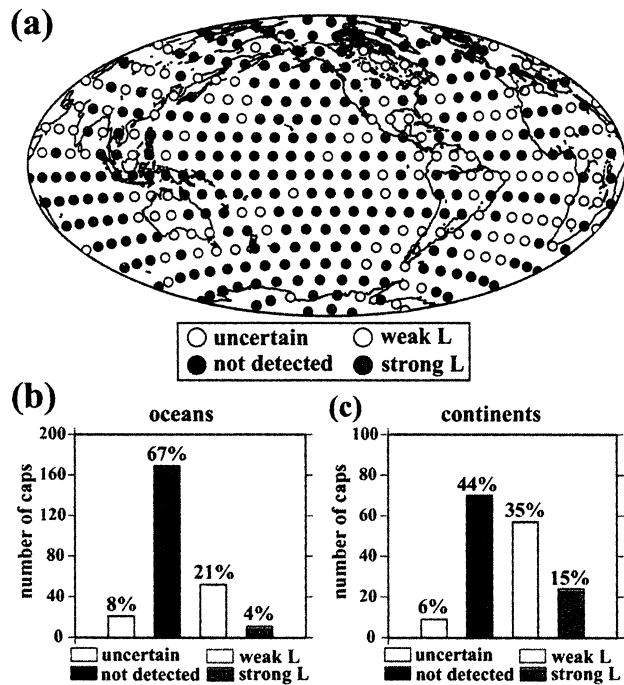 (a)
uncertain weak L
not detected strong L
(b)
oceans
number of caps
200
160
120
80
40
0
8%
67%
21%
4%
uncertain weak L
not detected strong L
(c)
continents
number of caps
100
80
60
40
20
0
6%
44%
35%
15%
uncertain weak L
not detected strong L